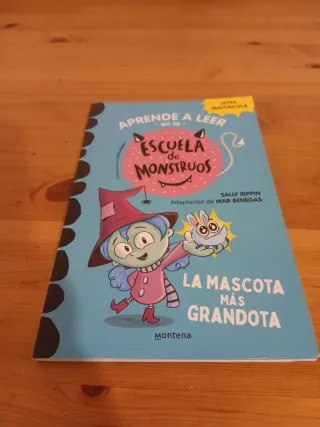 LETRA
MAYÚSCULA
APRENDE A LEER
EN LA
ESCUELA
de
MONSTRUOS
SALLY RIPPIN
Adaptación de MAR BENEGAS
LA MASCOTA
MÁS
GRANDOTA
montena